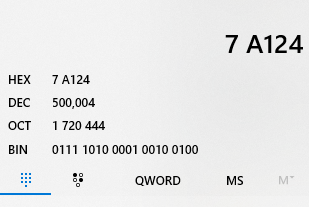 7 A124
HEX 7 A124
DEC 500,004
OCT 1 720 444
BIN 0111 1010 0001 0010 0100
QWORD MS M˅